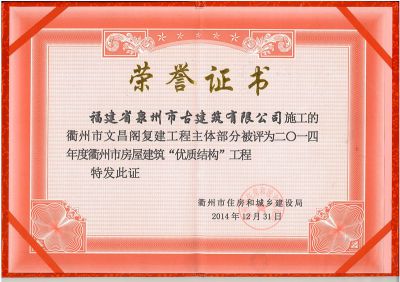 荣誉证书
福建省泉州市古建筑有限公司施工的
衢州市文昌阁复建工程主体部分被评为二〇一四
年度衢州市房屋建筑“优质结构”工程
特发此证
衢州市住房和城乡建设局
2014年12月31日